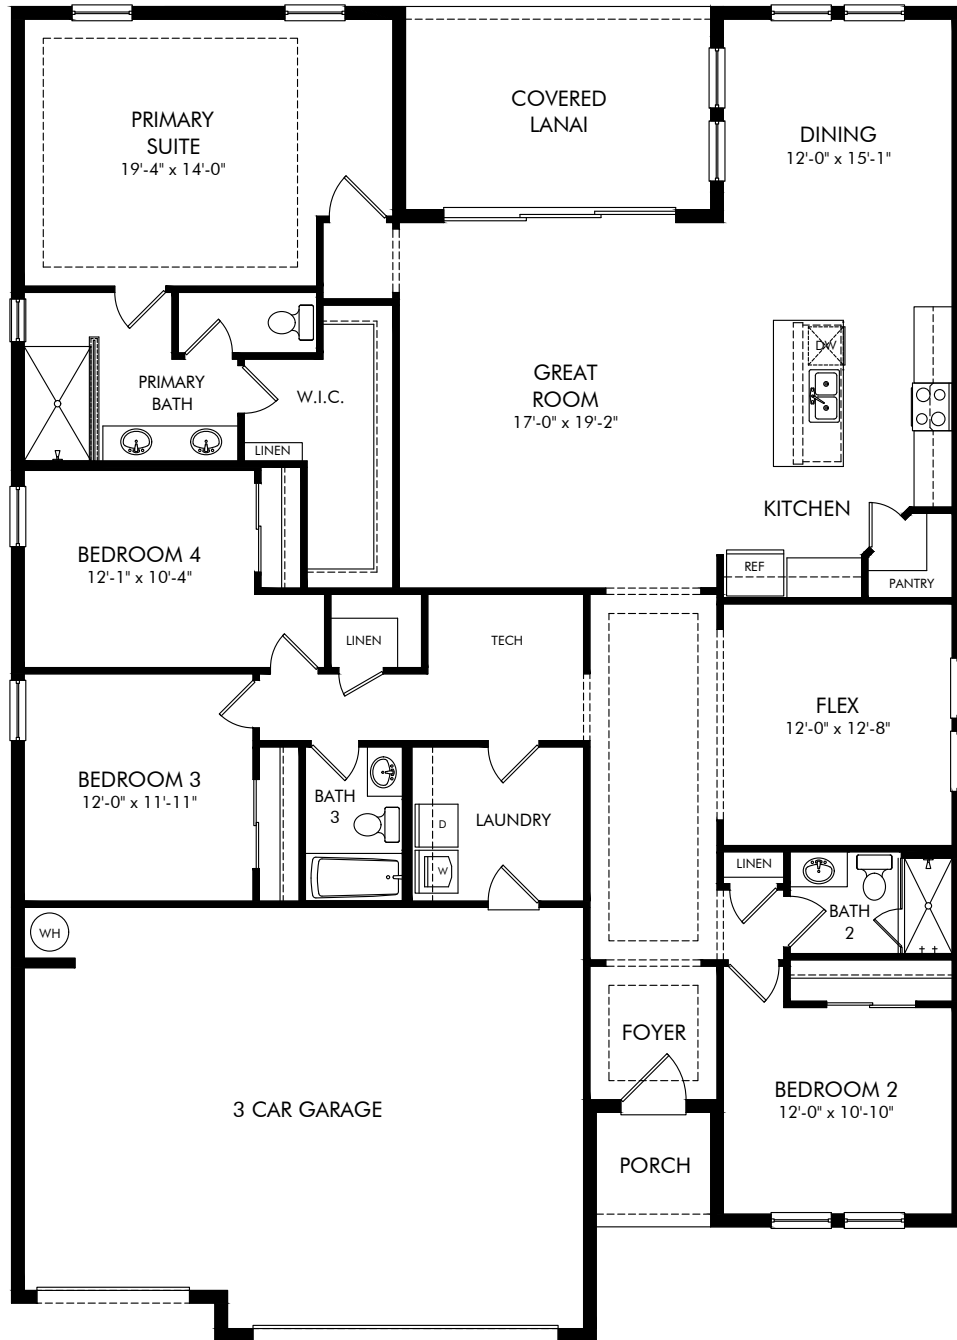 PRIMARY
SUITE
19'-4" x 14'-0"
COVERED
LANAI
DINING
12'-0" x 15'-1"
PRIMARY
BATH
W.I.C.
LINEN
GREAT
ROOM
17'-0" x 19'-2"
DW
KITCHEN
REF
PANTRY
BEDROOM 4
12'-1" x 10'-4"
LINEN
TECH
FLEX
12'-0" x 12'-8"
BEDROOM 3
12'-0" x 11'-11"
BATH
3
D
W
LAUNDRY
LINEN
BATH
2
WH
FOYER
3 CAR GARAGE
BEDROOM 2
12'-0" x 10'-10"
PORCH